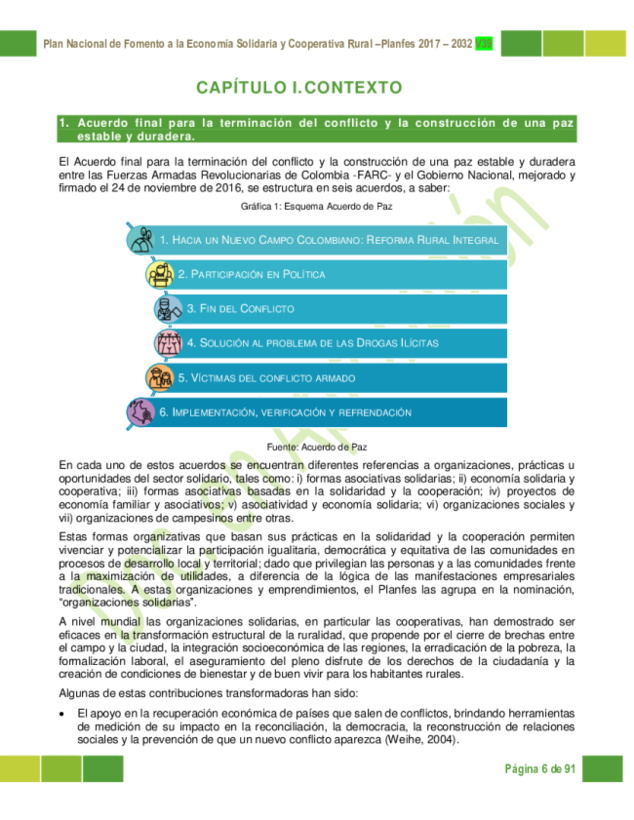 Plan Nacional de Fomento a la Economía Solidaria y Cooperativa Rural –Planfes 2017 – 2032 v39
CAPÍTULO I. CONTEXTO
1. Acuerdo final para la terminación del conflicto y la construcción de una paz
estable y duradera.
El Acuerdo final para la terminación del conflicto y la construcción de una paz estable y duradera
entre las Fuerzas Armadas Revolucionarias de Colombia -FARC- y el Gobierno Nacional, mejorado y
firmado el 24 de noviembre de 2016, se estructura en seis acuerdos, a saber:
Gráfica 1: Esquema Acuerdo de Paz
1. HACIA UN NUEVO CAMPO COLOMBIANO: REFORMA RURAL INTEGRAL
2. PARTICIPACIÓN EN POLÍTICA
3. FIN DEL CONFLICTO
4. SOLUCIÓN AL PROBLEMA DE LAS DROGAS ILÍCITAS
5. VÍCTIMAS DEL CONFLICTO ARMADO
6. IMPLEMENTACIÓN, VERIFICACIÓN Y REFRENDACIÓN
Fuente: Acuerdo de Paz
En cada uno de estos acuerdos se encuentran diferentes referencias a organizaciones, prácticas u
oportunidades del sector solidario, tales como: i) formas asociativas solidarias; ii) economía solidaria y
cooperativa; iii) formas asociativas basadas en la solidaridad y la cooperación; iv) proyectos de
economía familiar y asociativos; v) asociatividad y economía solidaria; vi) organizaciones sociales y
vii) organizaciones de campesinos entre otras.
Estas formas organizativas que basan sus prácticas en la solidaridad y la cooperación permiten
vivenciar y potencializar la participación igualitaria, democrática y equitativa de las comunidades en
procesos de desarrollo local y territorial; dado que privilegian las personas y a las comunidades frente
a la maximización de utilidades, a diferencia de la lógica de las manifestaciones empresariales
tradicionales. A estas organizaciones y emprendimientos, el Planfes las agrupa en la nominación,
“organizaciones solidarias”.
A nivel mundial las organizaciones solidarias, en particular las cooperativas, han demostrado ser
eficaces en la transformación estructural de la ruralidad, que propende por el cierre de brechas entre
el campo y la ciudad, la integración socioeconómica de las regiones, la erradicación de la pobreza, la
formalización laboral, el aseguramiento del pleno disfrute de los derechos de la ciudadanía y la
creación de condiciones de bienestar y de buen vivir para los habitantes rurales.
Algunas de estas contribuciones transformadoras han sido:
• El apoyo en la recuperación económica de países que salen de conflictos, brindando herramientas
de medición de su impacto en la reconciliación, la democracia, la reconstrucción de relaciones
sociales y la prevención de que un nuevo conflicto aparezca (Weihe, 2004).
Página 6 de 91